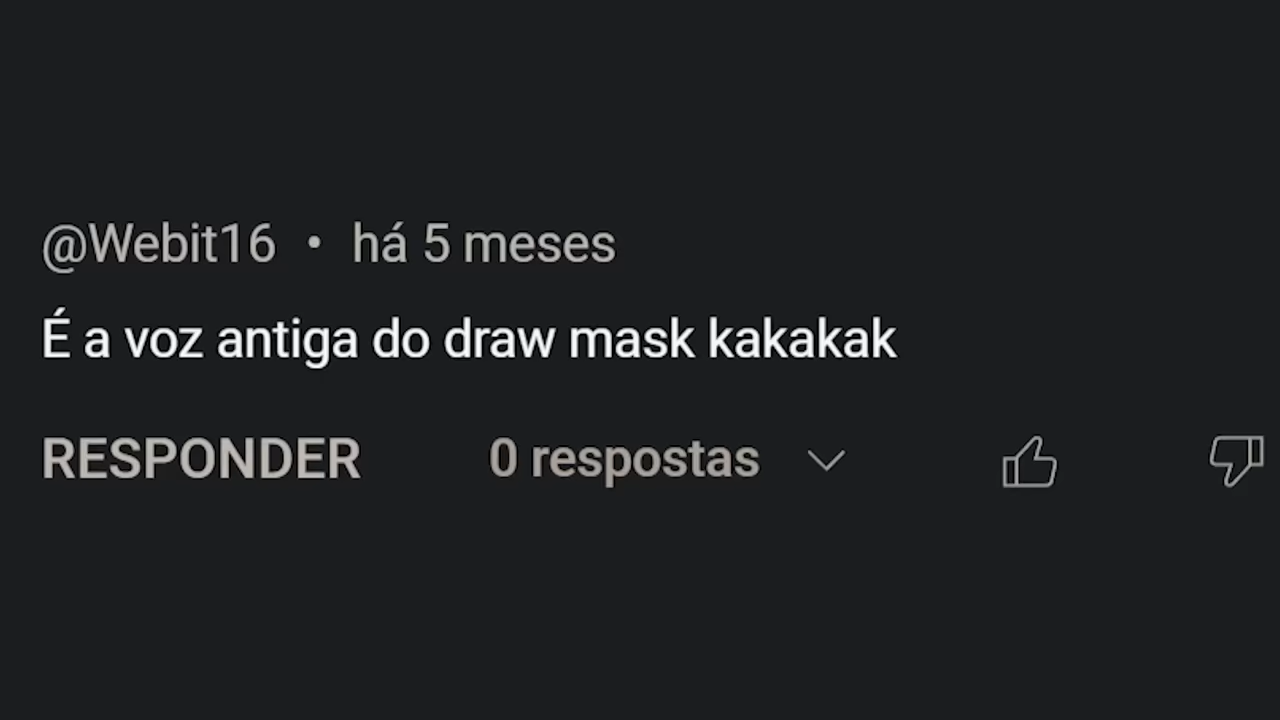 @Webit16 • há 5 meses
É a voz antiga do draw mask kakakak
RESPONDER 0 respostas